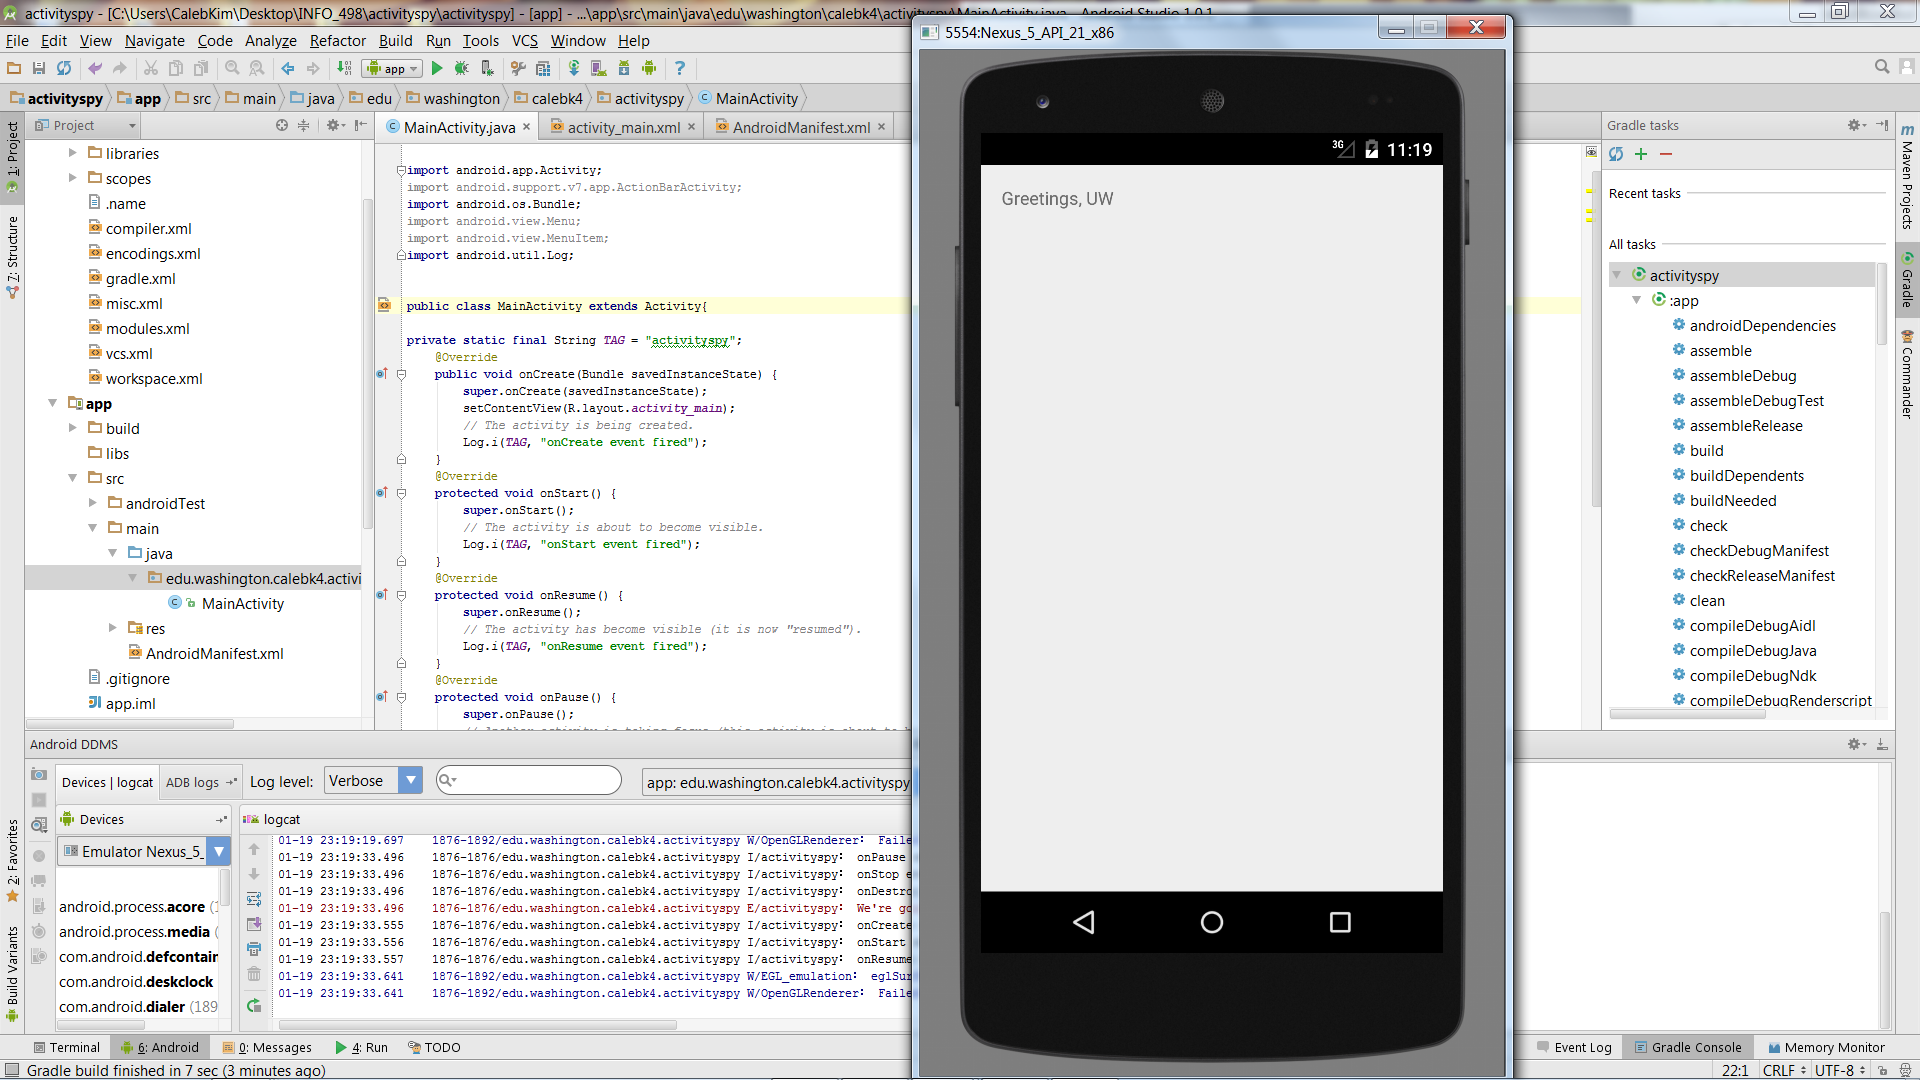 activityspy - [C:\Users\CalebKim\Desktop\INFO_498\activityspy\activityspy] - [app] - ...\app\src\main\java\edu\washington\calebk4\activityspy\MainActivity.java - Android Studio 1.0.1
File Edit View Navigate Code Analyze Refactor Build Run Tools VCS Window Help
app
activityspy app src main java edu washington calebk4 activityspy MainActivity
1: Project
7: Structure
2: Favorites
Build Variants
Project
libraries
scopes
.name
compiler.xml
encodings.xml
gradle.xml
misc.xml
modules.xml
vcs.xml
workspace.xml
app
build
libs
src
androidTest
main
java
edu.washington.calebk4.activi
MainActivity
res
AndroidManifest.xml
.gitignore
app.iml
MainActivity.java activity_main.xml AndroidManifest.xml
import android.app.Activity;
import android.support.v7.app.ActionBarActivity;
import android.os.Bundle;
import android.view.Menu;
import android.view.MenuItem;
import android.util.Log;
public class MainActivity extends Activity{
private static final String TAG = "activityspy";
@Override
public void onCreate(Bundle savedInstanceState) {
super.onCreate(savedInstanceState);
setContentView(R.layout.activity_main);
// The activity is being created.
Log.i(TAG, "onCreate event fired");
}
@Override
protected void onStart() {
super.onStart();
// The activity is about to become visible.
Log.i(TAG, "onStart event fired");
}
@Override
protected void onResume() {
super.onResume();
// The activity has become visible (it is now "resumed").
Log.i(TAG, "onResume event fired");
}
@Override
protected void onPause() {
super.onPause();
5554:Nexus_5_API_21_x86
3G 11:19
Greetings, UW
Gradle tasks
Recent tasks
All tasks
activityspy
:app
androidDependencies
assemble
assembleDebug
assembleDebugTest
assembleRelease
build
buildDependents
buildNeeded
check
checkDebugManifest
checkReleaseManifest
clean
compileDebugAidl
compileDebugJava
compileDebugNdk
compileDebugRenderscript
m Maven Projects
Gradle
Commander
Android DDMS
Devices | logcat ADB logs Log level: Verbose app: edu.washington.calebk4.activityspy
Devices
Emulator Nexus_5_
android.process.acore (1
android.process.media (
com.android.defcontain
com.android.deskclock
com.android.dialer (189
logcat
01-19 23:19:19.697 1876-1892/edu.washington.calebk4.activityspy W/OpenGLRenderer: Faile
01-19 23:19:33.496 1876-1876/edu.washington.calebk4.activityspy I/activityspy: onPause
01-19 23:19:33.496 1876-1876/edu.washington.calebk4.activityspy I/activityspy: onStop e
01-19 23:19:33.496 1876-1876/edu.washington.calebk4.activityspy I/activityspy: onDestro
01-19 23:19:33.496 1876-1876/edu.washington.calebk4.activityspy E/activityspy: We're go
01-19 23:19:33.555 1876-1876/edu.washington.calebk4.activityspy I/activityspy: onCreate
01-19 23:19:33.556 1876-1876/edu.washington.calebk4.activityspy I/activityspy: onStart
01-19 23:19:33.557 1876-1876/edu.washington.calebk4.activityspy I/activityspy: onResume
01-19 23:19:33.641 1876-1892/edu.washington.calebk4.activityspy W/EGL_emulation: eglSur
01-19 23:19:33.641 1876-1892/edu.washington.calebk4.activityspy W/OpenGLRenderer: Faile
Terminal 6: Android 0: Messages 4: Run TODO Event Log Gradle Console Memory Monitor
Gradle build finished in 7 sec (3 minutes ago) 22:1 CRLF UTF-8